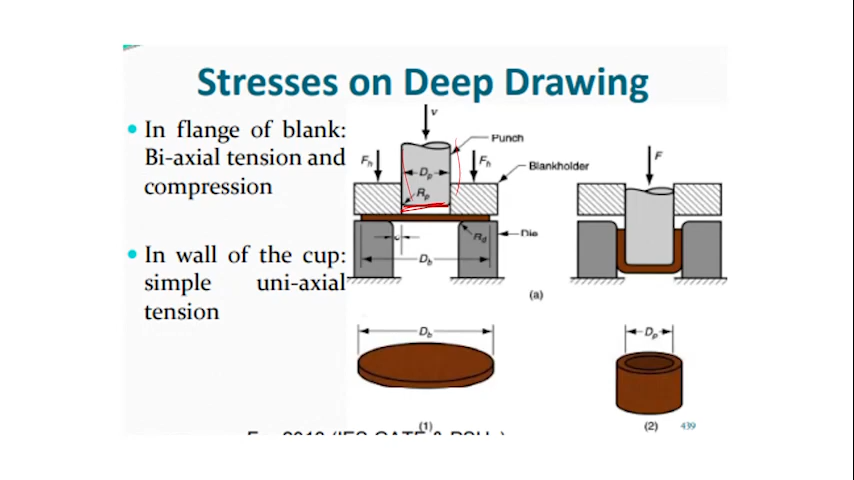 Stresses on Deep Drawing
• In flange of blank:
Bi-axial tension and
compression
• In wall of the cup:
simple uni-axial
tension
v
Punch
Fh
Fh
Dp
Blankholder
Rp
F
Rd
Die
c
Db
(a)
Db
Dp
(1)
(2)
439